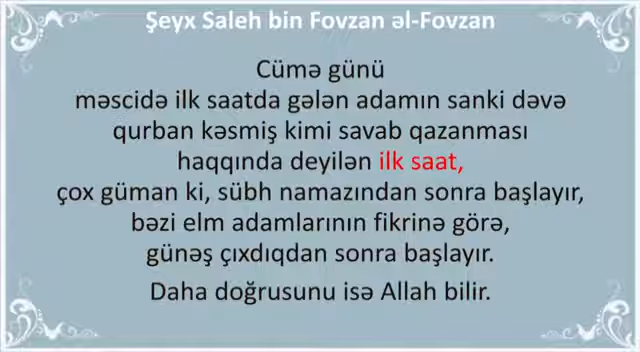 Şeyx Saleh bin Fovzan əl-Fovzan
Cümə günü
məscidə ilk saatda gələn adamın sanki dəvə
qurban kəsmiş kimi savab qazanması
haqqında deyilən ilk saat,
çox güman ki, sübh namazından sonra başlayır,
bəzi elm adamlarının fikrinə görə,
günəş çıxdıqdan sonra başlayır.
Daha doğrusunu isə Allah bilir.